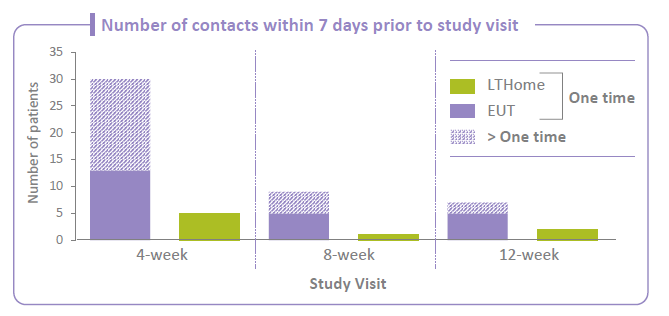 Number of contacts within 7 days prior to study visit
Number of patients
35
30
25
20
15
10
5
0
LTHome
EUT
One time
> One time
4-week
8-week
12-week
Study Visit